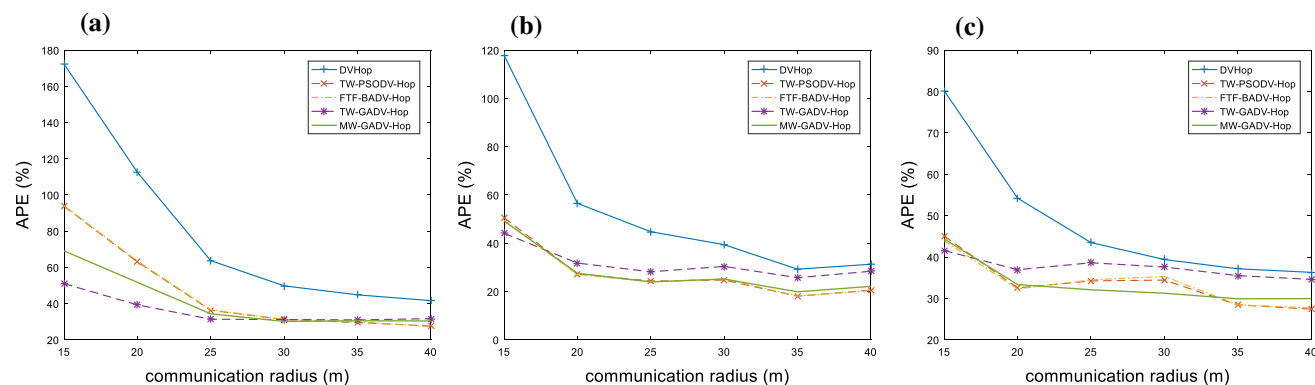 (a)
180
160
140
120
100
80
60
40
20
15
20
25
30
35
40
APE (%)
communication radius (m)
DVHop
TW-PSODV-Hop
FTF-BADV-Hop
TW-GADV-Hop
MW-GADV-Hop
(b)
120
100
80
60
40
20
0
15
20
25
30
35
40
APE (%)
communication radius (m)
DVHop
TW-PSODV-Hop
FTF-BADV-Hop
TW-GADV-Hop
MW-GADV-Hop
(c)
90
80
70
60
50
40
30
20
15
20
25
30
35
40
APE (%)
communication radius (m)
DVHop
TW-PSODV-Hop
FTF-BADV-Hop
TW-GADV-Hop
MW-GADV-Hop